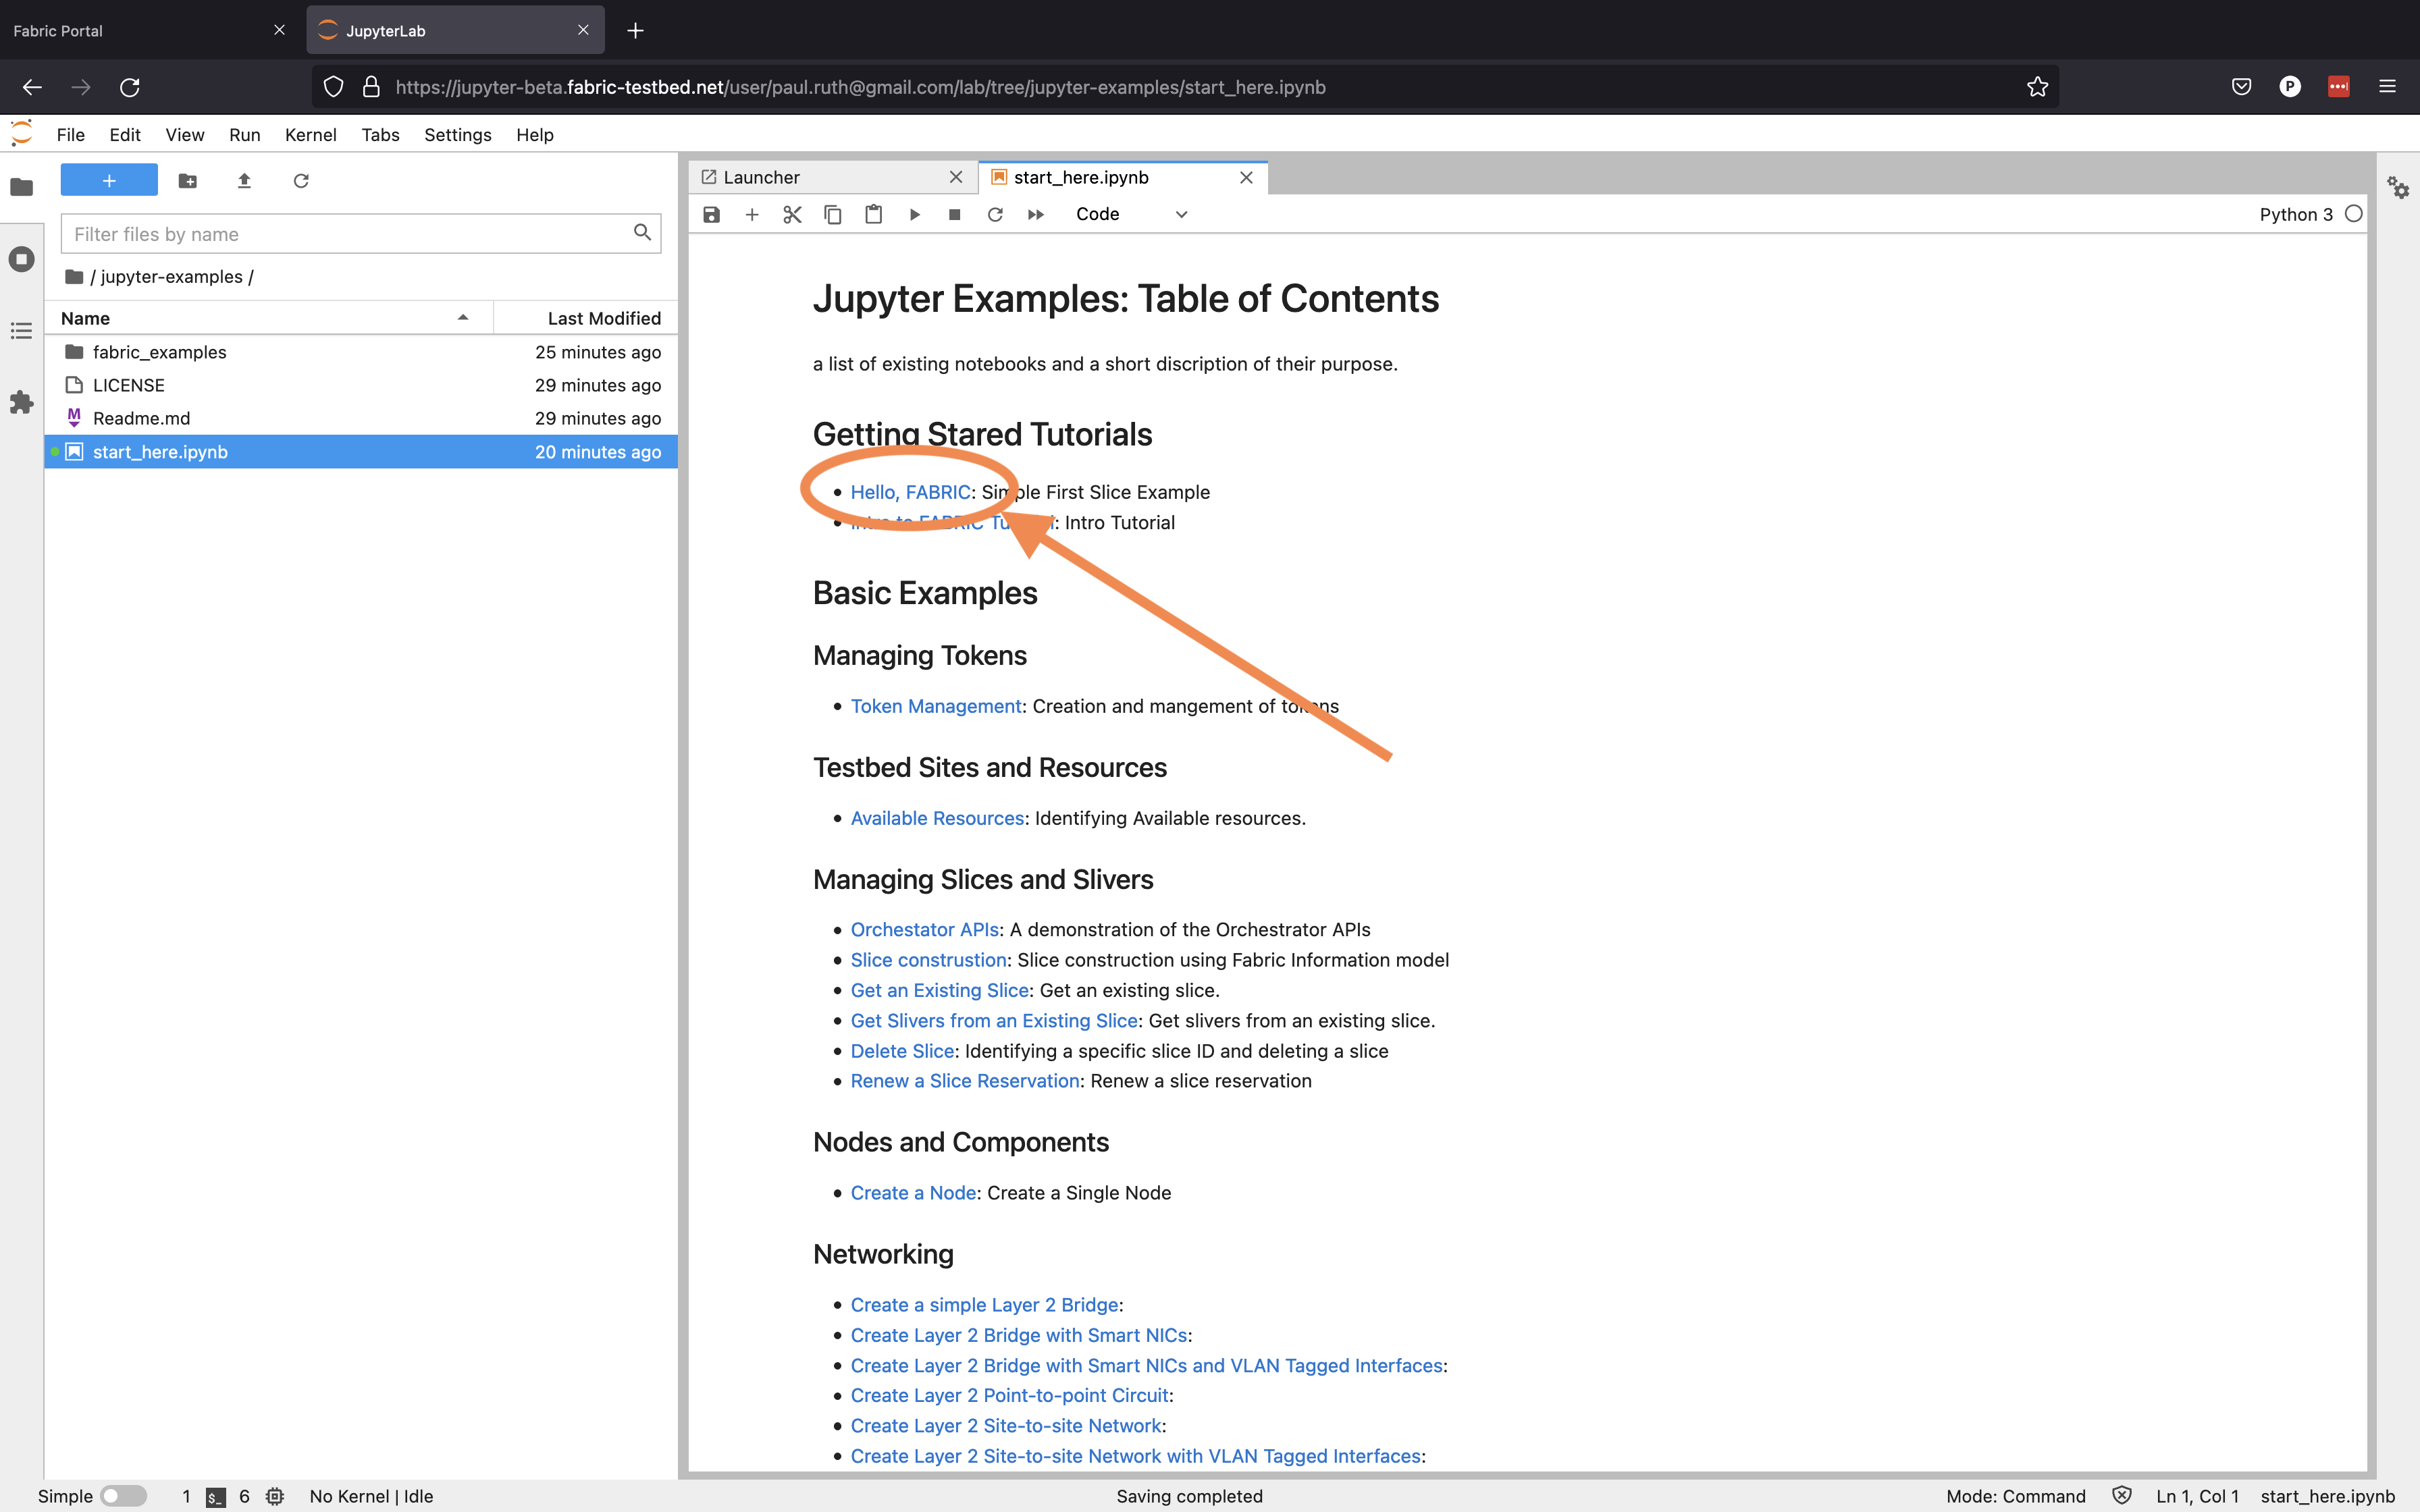 Fabric Portal
JupyterLab
https://jupyter-beta.fabric-testbed.net/user/paul.ruth@gmail.com/lab/tree/jupyter-examples/start_here.ipynb
P
File Edit View Run Kernel Tabs Settings Help
Launcher
start_here.ipynb
Code
Python 3
Filter files by name
/ jupyter-examples /
Name Last Modified
fabric_examples 25 minutes ago
LICENSE 29 minutes ago
M Readme.md 29 minutes ago
start_here.ipynb 20 minutes ago
Jupyter Examples: Table of Contents
a list of existing notebooks and a short discription of their purpose.
Getting Stared Tutorials
Hello, FABRIC: Simple First Slice Example
Intro to FABRIC Tutorial: Intro Tutorial
Basic Examples
Managing Tokens
Token Management: Creation and mangement of tokens
Testbed Sites and Resources
Available Resources: Identifying Available resources.
Managing Slices and Slivers
Orchestator APIs: A demonstration of the Orchestrator APIs
Slice construstion: Slice construction using Fabric Information model
Get an Existing Slice: Get an existing slice.
Get Slivers from an Existing Slice: Get slivers from an existing slice.
Delete Slice: Identifying a specific slice ID and deleting a slice
Renew a Slice Reservation: Renew a slice reservation
Nodes and Components
Create a Node: Create a Single Node
Networking
Create a simple Layer 2 Bridge:
Create Layer 2 Bridge with Smart NICs:
Create Layer 2 Bridge with Smart NICs and VLAN Tagged Interfaces:
Create Layer 2 Point-to-point Circuit:
Create Layer 2 Site-to-site Network:
Create Layer 2 Site-to-site Network with VLAN Tagged Interfaces:
Simple 1 $_ 6 No Kernel | Idle Saving completed Mode: Command Ln 1, Col 1 start_here.ipynb